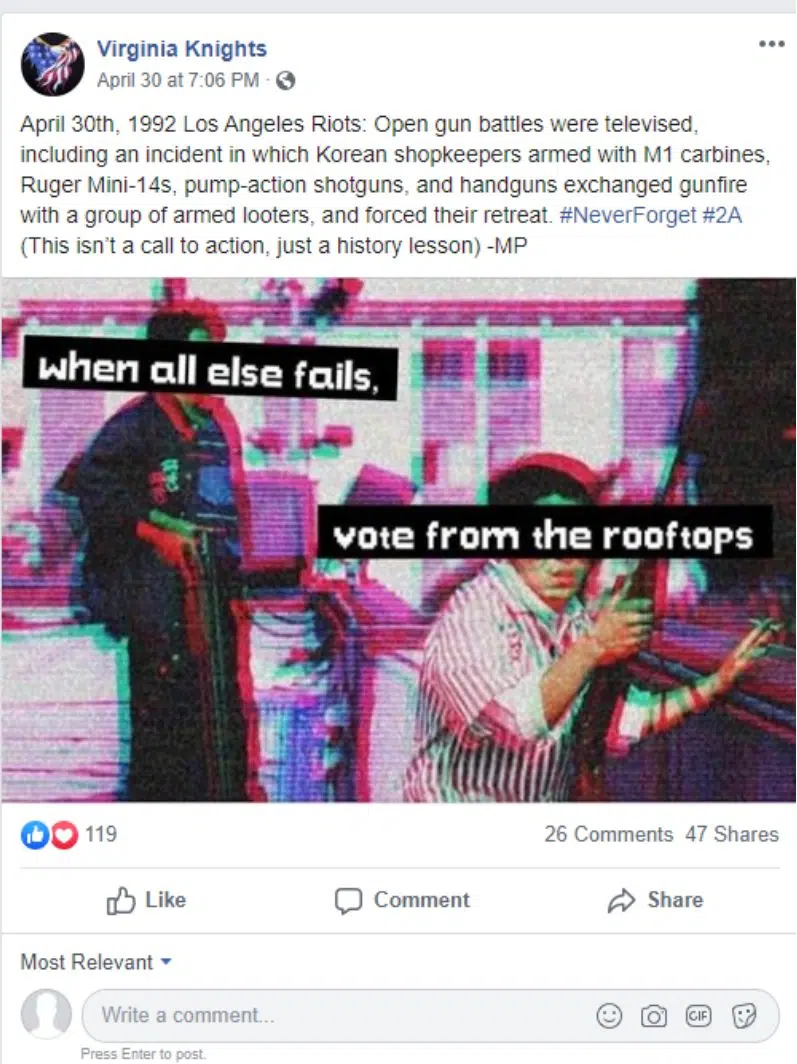 Virginia Knights
April 30 at 7:06 PM ·
April 30th, 1992 Los Angeles Riots: Open gun battles were televised,
including an incident in which Korean shopkeepers armed with M1 carbines,
Ruger Mini-14s, pump-action shotguns, and handguns exchanged gunfire
with a group of armed looters, and forced their retreat. #NeverForget #2A
(This isn't a call to action, just a history lesson) -MP
when all else fails,
vote from the rooftops
119
26 Comments 47 Shares
Like Comment Share
Most Relevant
Write a comment...
GIF
Press Enter to post.